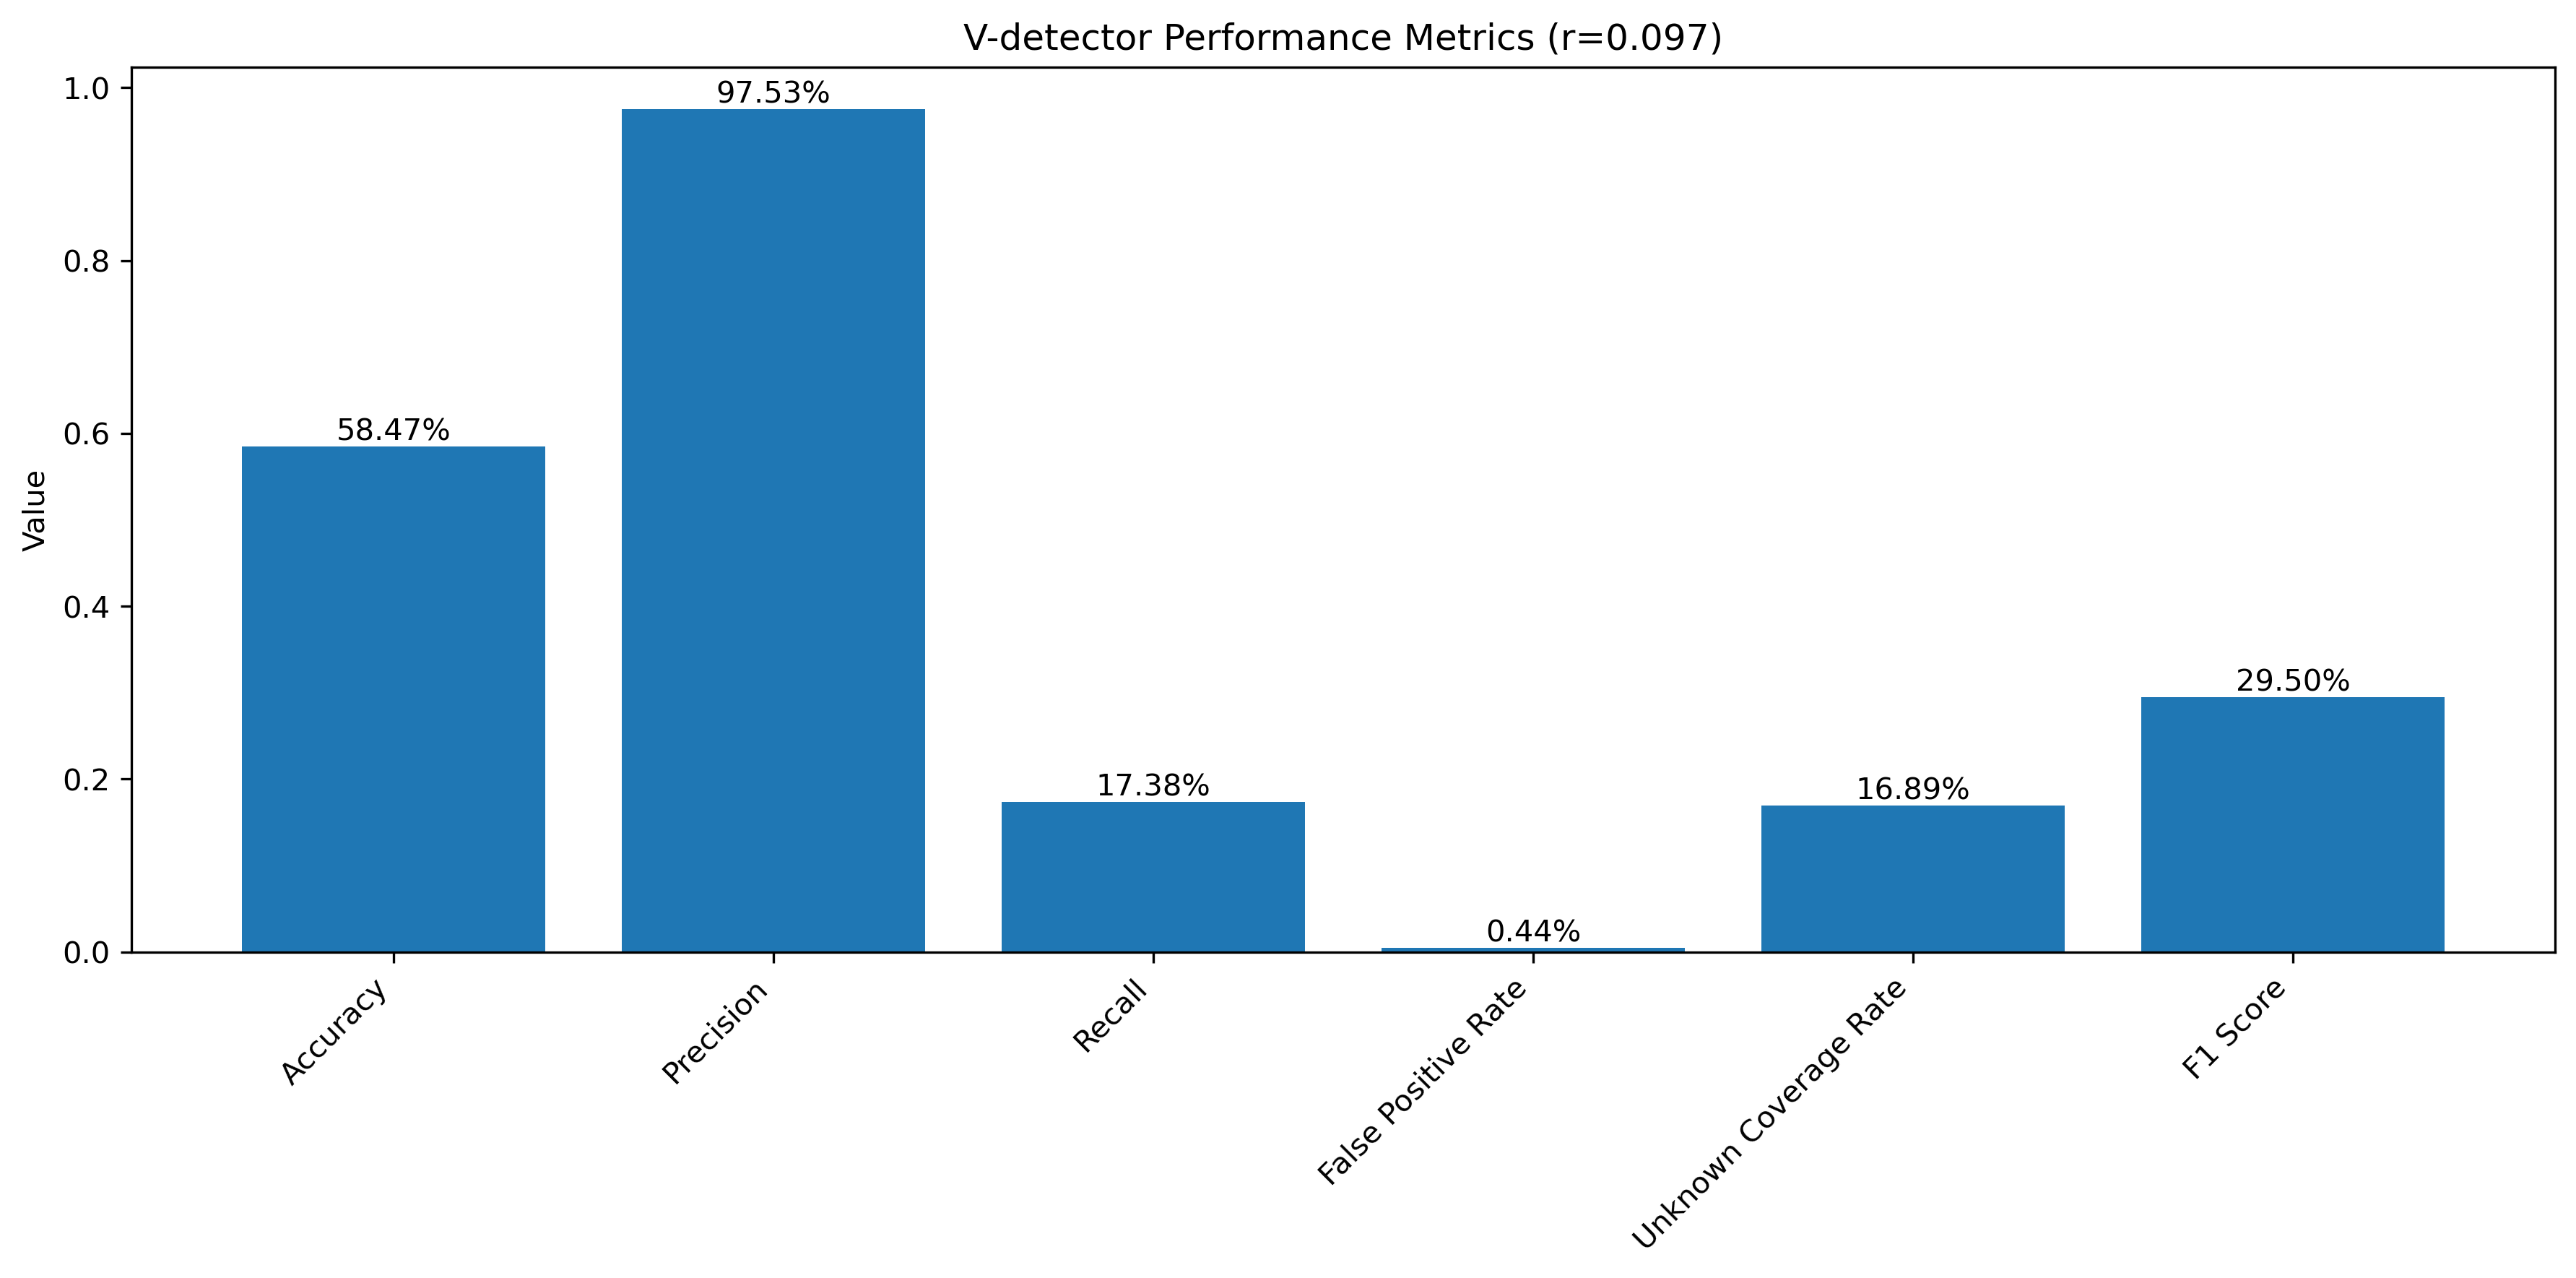 V-detector Performance Metrics (r=0.097)
Value
1.0
0.8
0.6
0.4
0.2
0.0
58.47%
97.53%
17.38%
0.44%
16.89%
29.50%
Accuracy
Precision
Recall
False Positive Rate
Unknown Coverage Rate
F1 Score